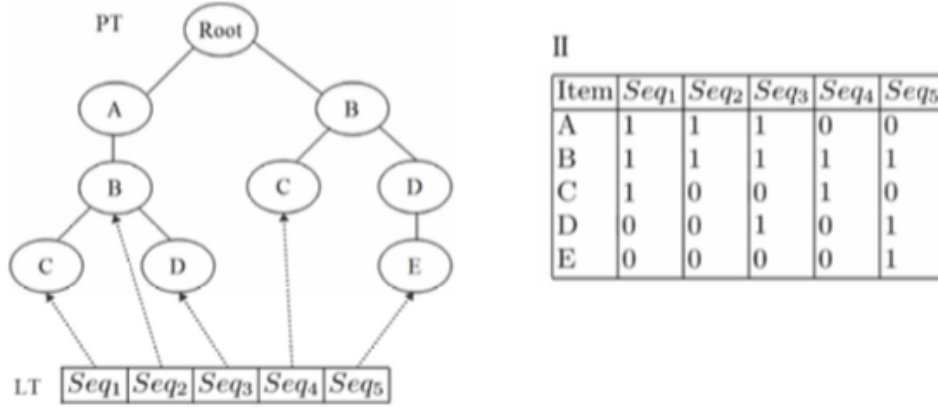 PT
Root
A
B
B
C
D
C
D
E
LT Seq1 Seq2 Seq3 Seq4 Seq5
II
Item Seq1 Seq2 Seq3 Seq4 Seq5
A 1 1 1 0 0
B 1 1 1 1 1
C 1 0 0 1 0
D 0 0 1 0 1
E 0 0 0 0 1